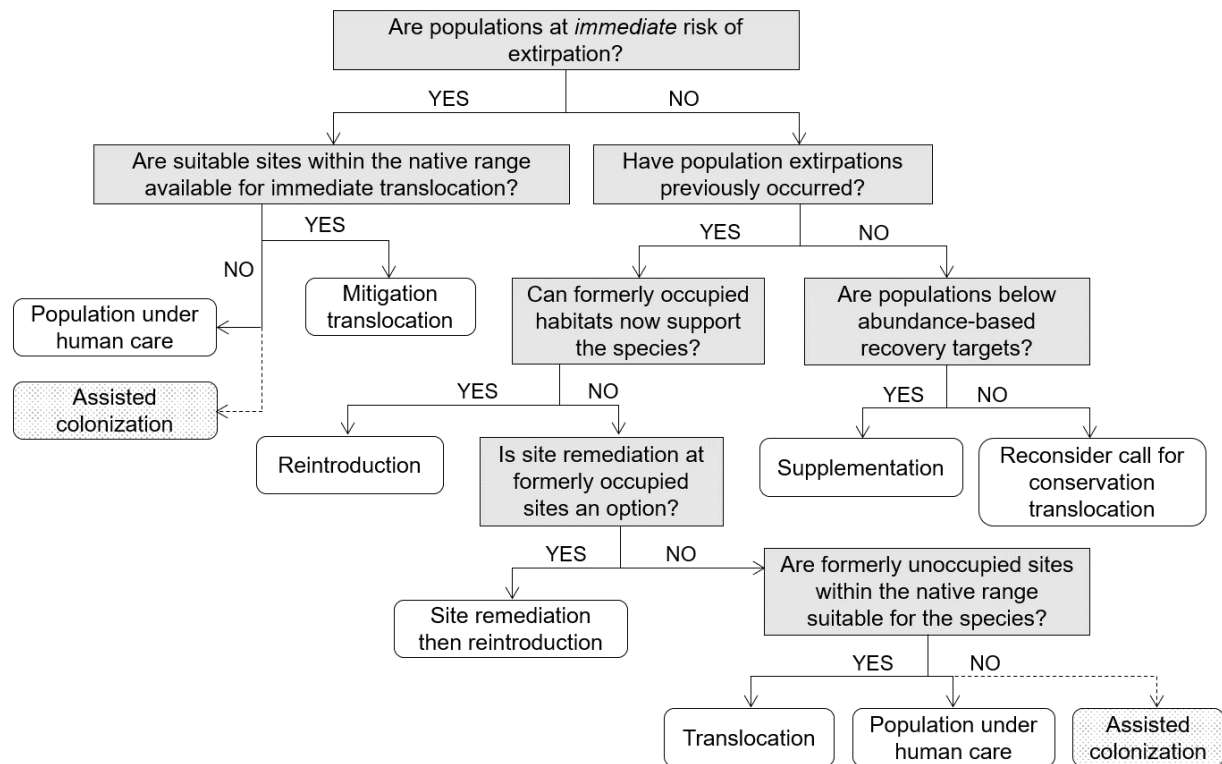 Are populations at immediate risk of
extirpation?
YES
NO
Are suitable sites within the native range
available for immediate translocation?
Have population extirpations
previously occurred?
YES
NO
YES
NO
Mitigation
translocation
Population under
human care
Assisted
colonization
Can formerly occupied
habitats now support
the species?
Are populations below
abundance-based
recovery targets?
YES
NO
YES
NO
Reintroduction
Is site remediation at
formerly occupied
sites an option?
Supplementation
Reconsider call for
conservation
translocation
YES
NO
Site remediation
then reintroduction
Are formerly unoccupied sites
within the native range
suitable for the species?
YES
NO
Translocation
Population under
human care
Assisted
colonization